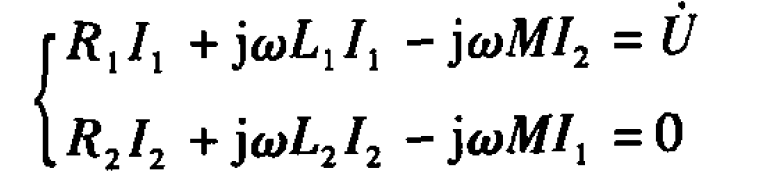 R₁I₁ + jωL₁I₁ − jωMI₂ = U̇
R₂I₂ + jωL₂I₂ − jωMI₁ = 0